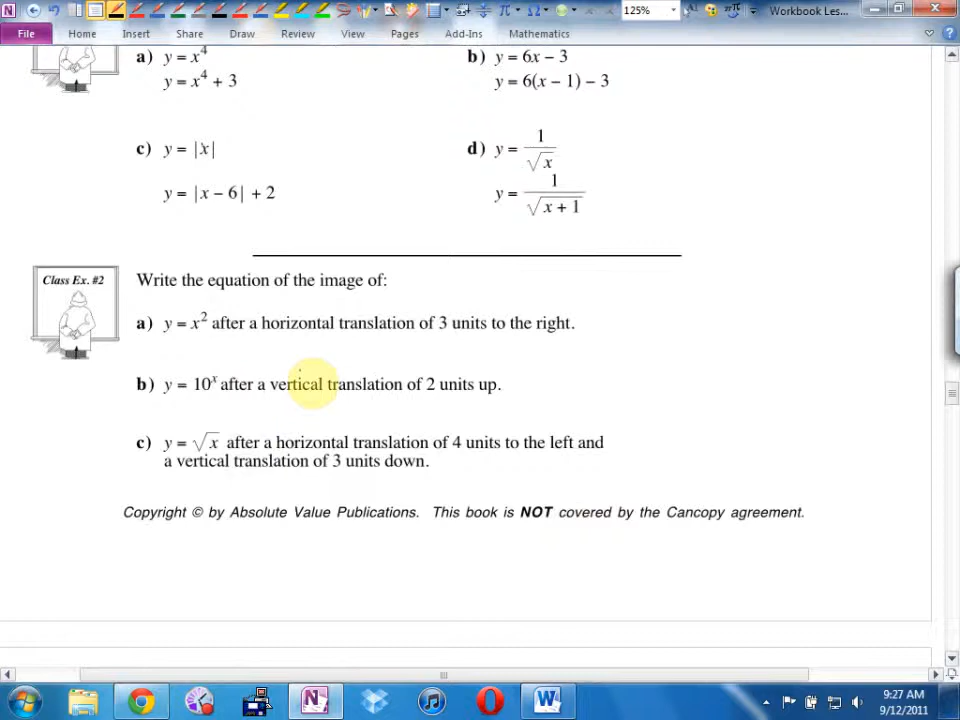 125%
Workbook Les...
File Home Insert Share Draw Review View Pages Add-Ins Mathematics
a) y = x⁴
y = x⁴ + 3
b) y = 6x − 3
y = 6(x − 1) − 3
c) y = |x|
y = |x − 6| + 2
d) y = 1/√x
y = 1/√(x + 1)
Class Ex. #2
Write the equation of the image of:
a) y = x² after a horizontal translation of 3 units to the right.
b) y = 10ˣ after a vertical translation of 2 units up.
c) y = √x after a horizontal translation of 4 units to the left and
a vertical translation of 3 units down.
Copyright © by Absolute Value Publications. This book is NOT covered by the Cancopy agreement.
9:27 AM
9/12/2011